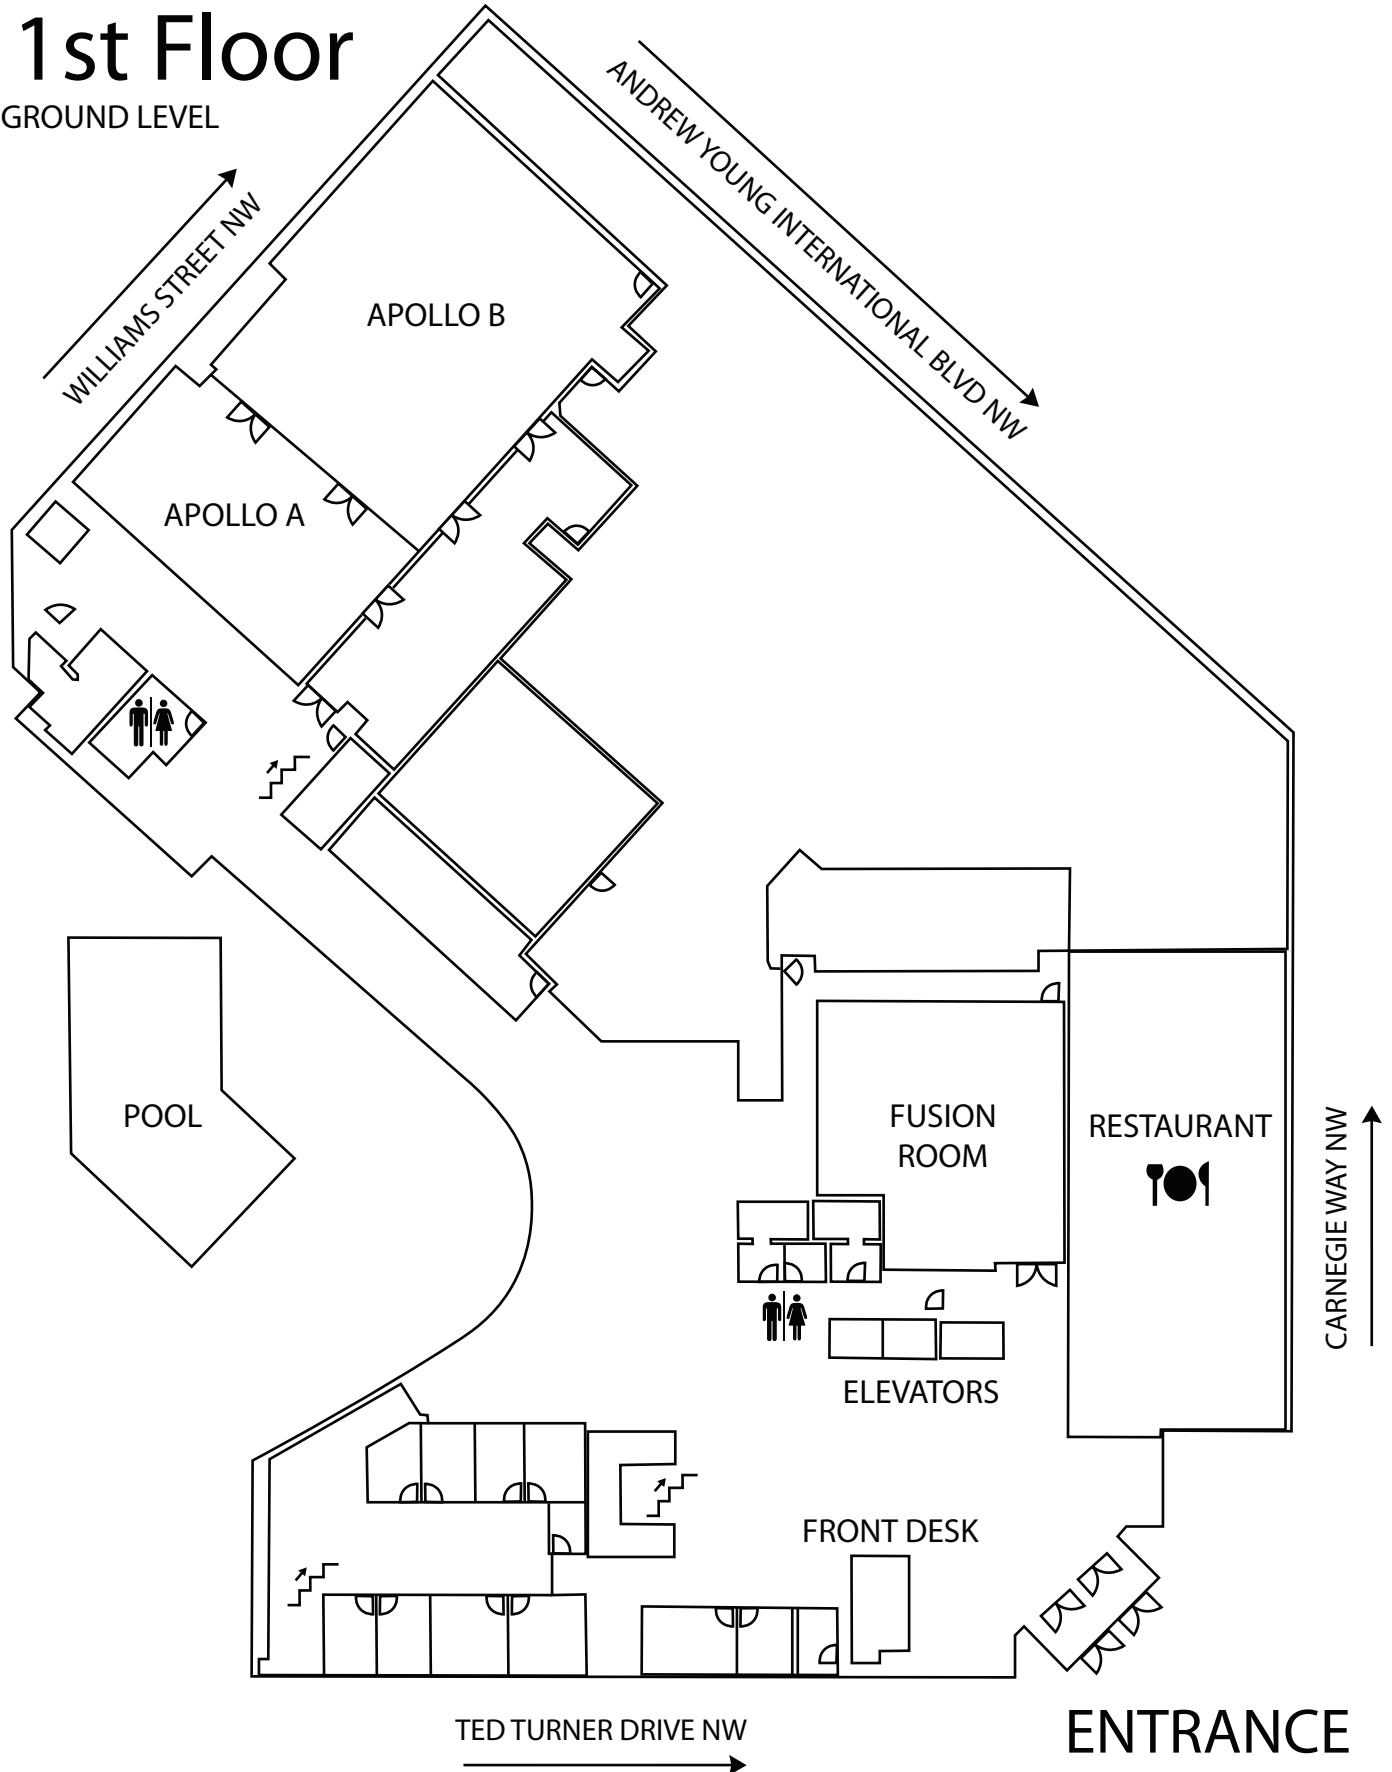 1st Floor
GROUND LEVEL
ANDREW YOUNG INTERNATIONAL BLVD NW
WILLIAMS STREET NW
APOLLO B
APOLLO A
POOL
FUSION
ROOM
RESTAURANT
CARNEGIE WAY NW
ELEVATORS
FRONT DESK
TED TURNER DRIVE NW
ENTRANCE